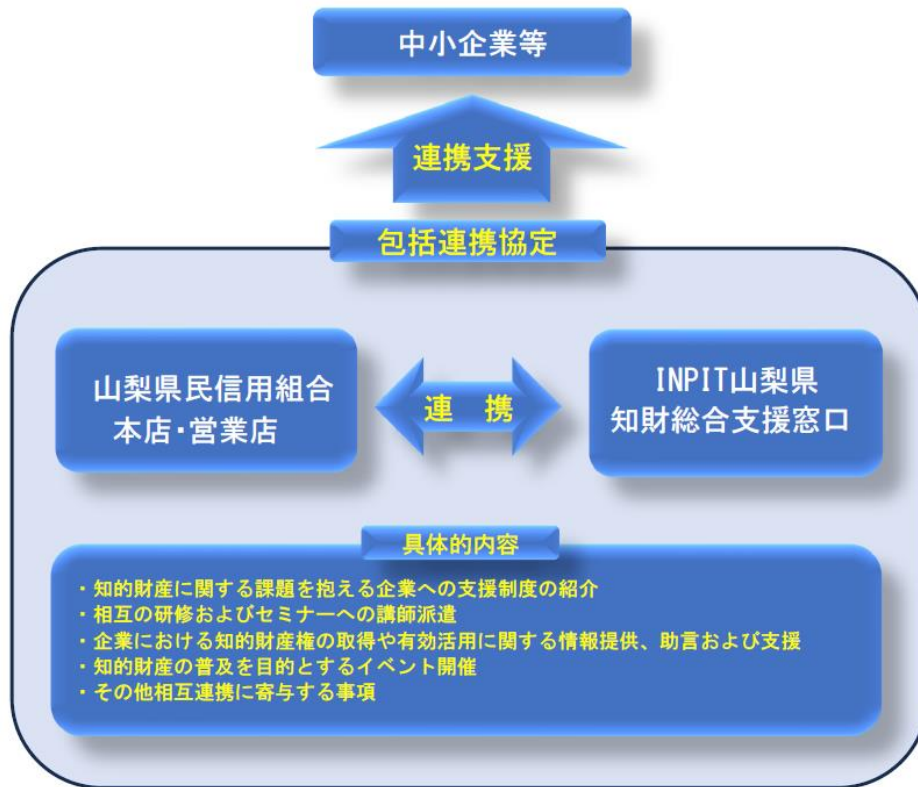 中小企業等
連携支援
包括連携協定
山梨県民信用組合
本店・営業店
連　携
INPIT山梨県
知財総合支援窓口
具体的内容
・知的財産に関する課題を抱える企業への支援制度の紹介
・相互の研修およびセミナーへの講師派遣
・企業における知的財産権の取得や有効活用に関する情報提供、助言および支援
・知的財産の普及を目的とするイベント開催
・その他相互連携に寄与する事項